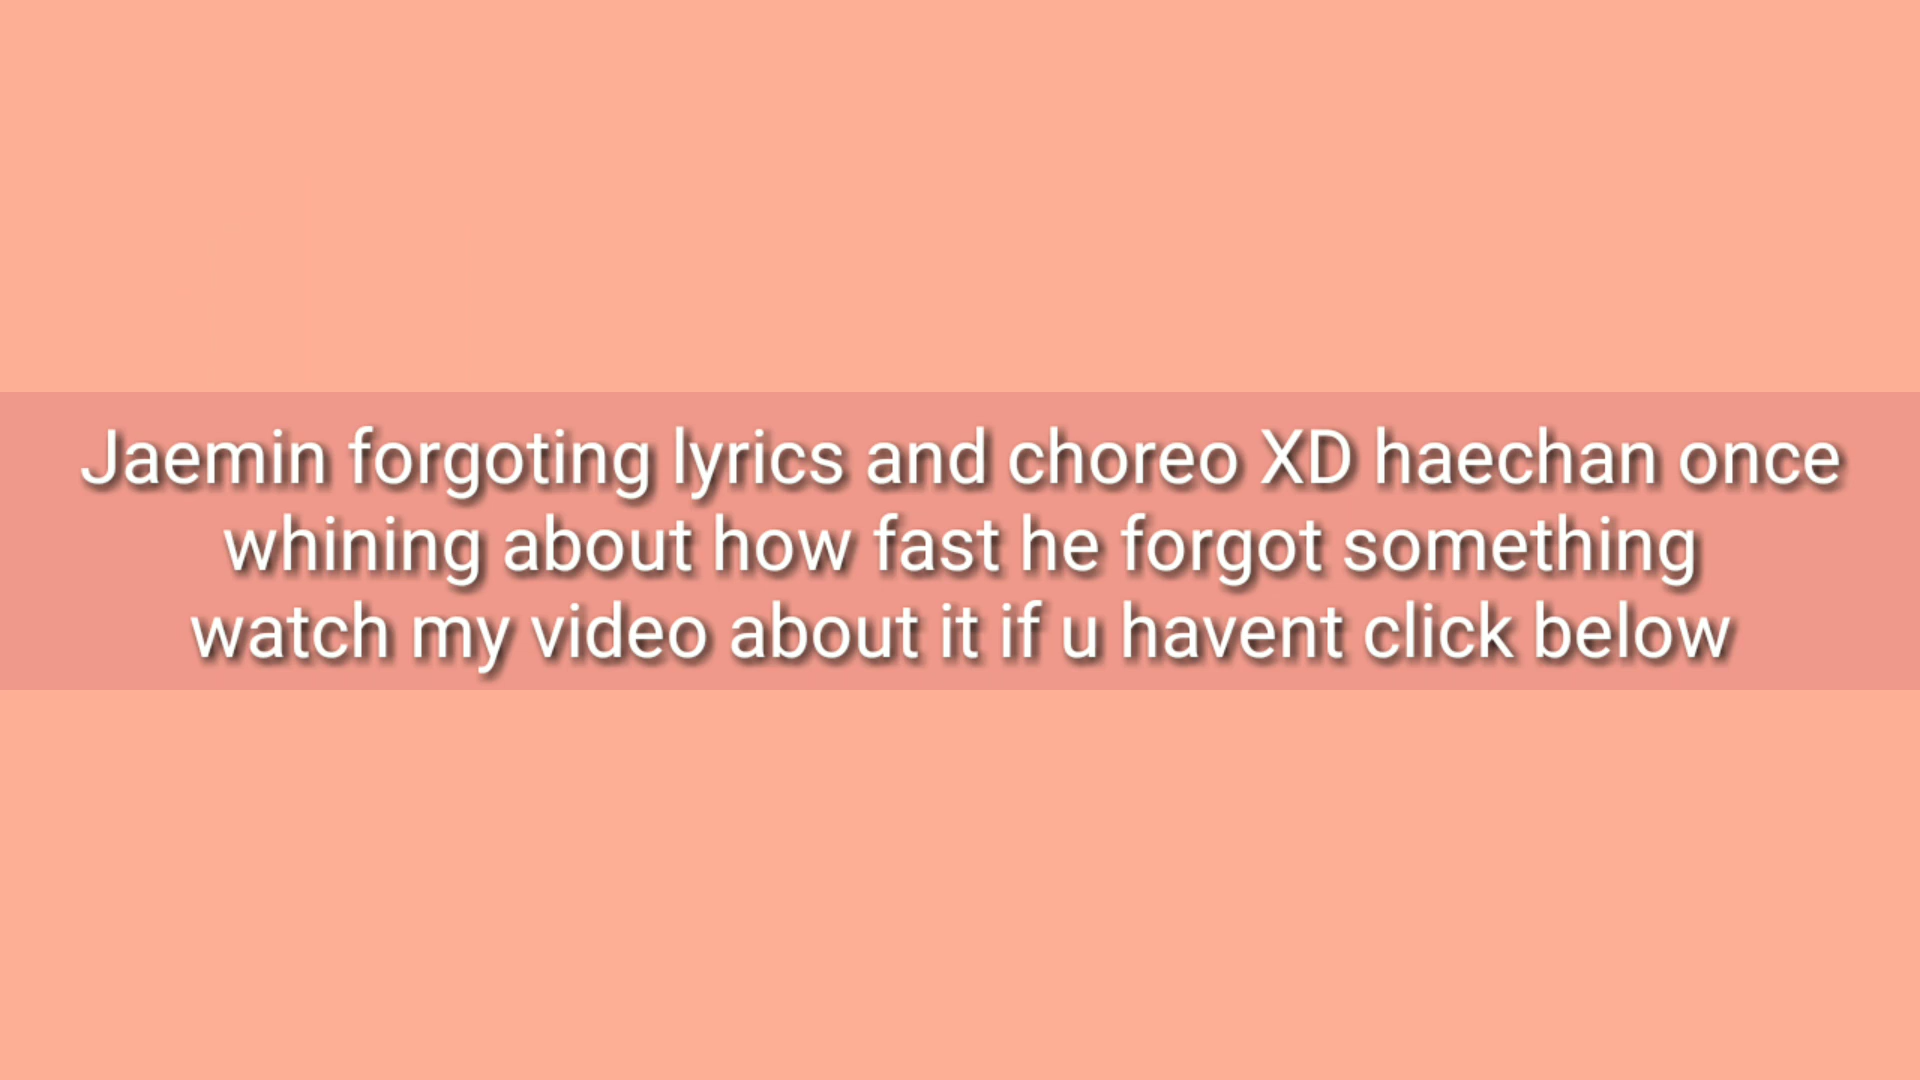 Jaemin forgoting lyrics and choreo XD haechan once
whining about how fast he forgot something
watch my video about it if u havent click below